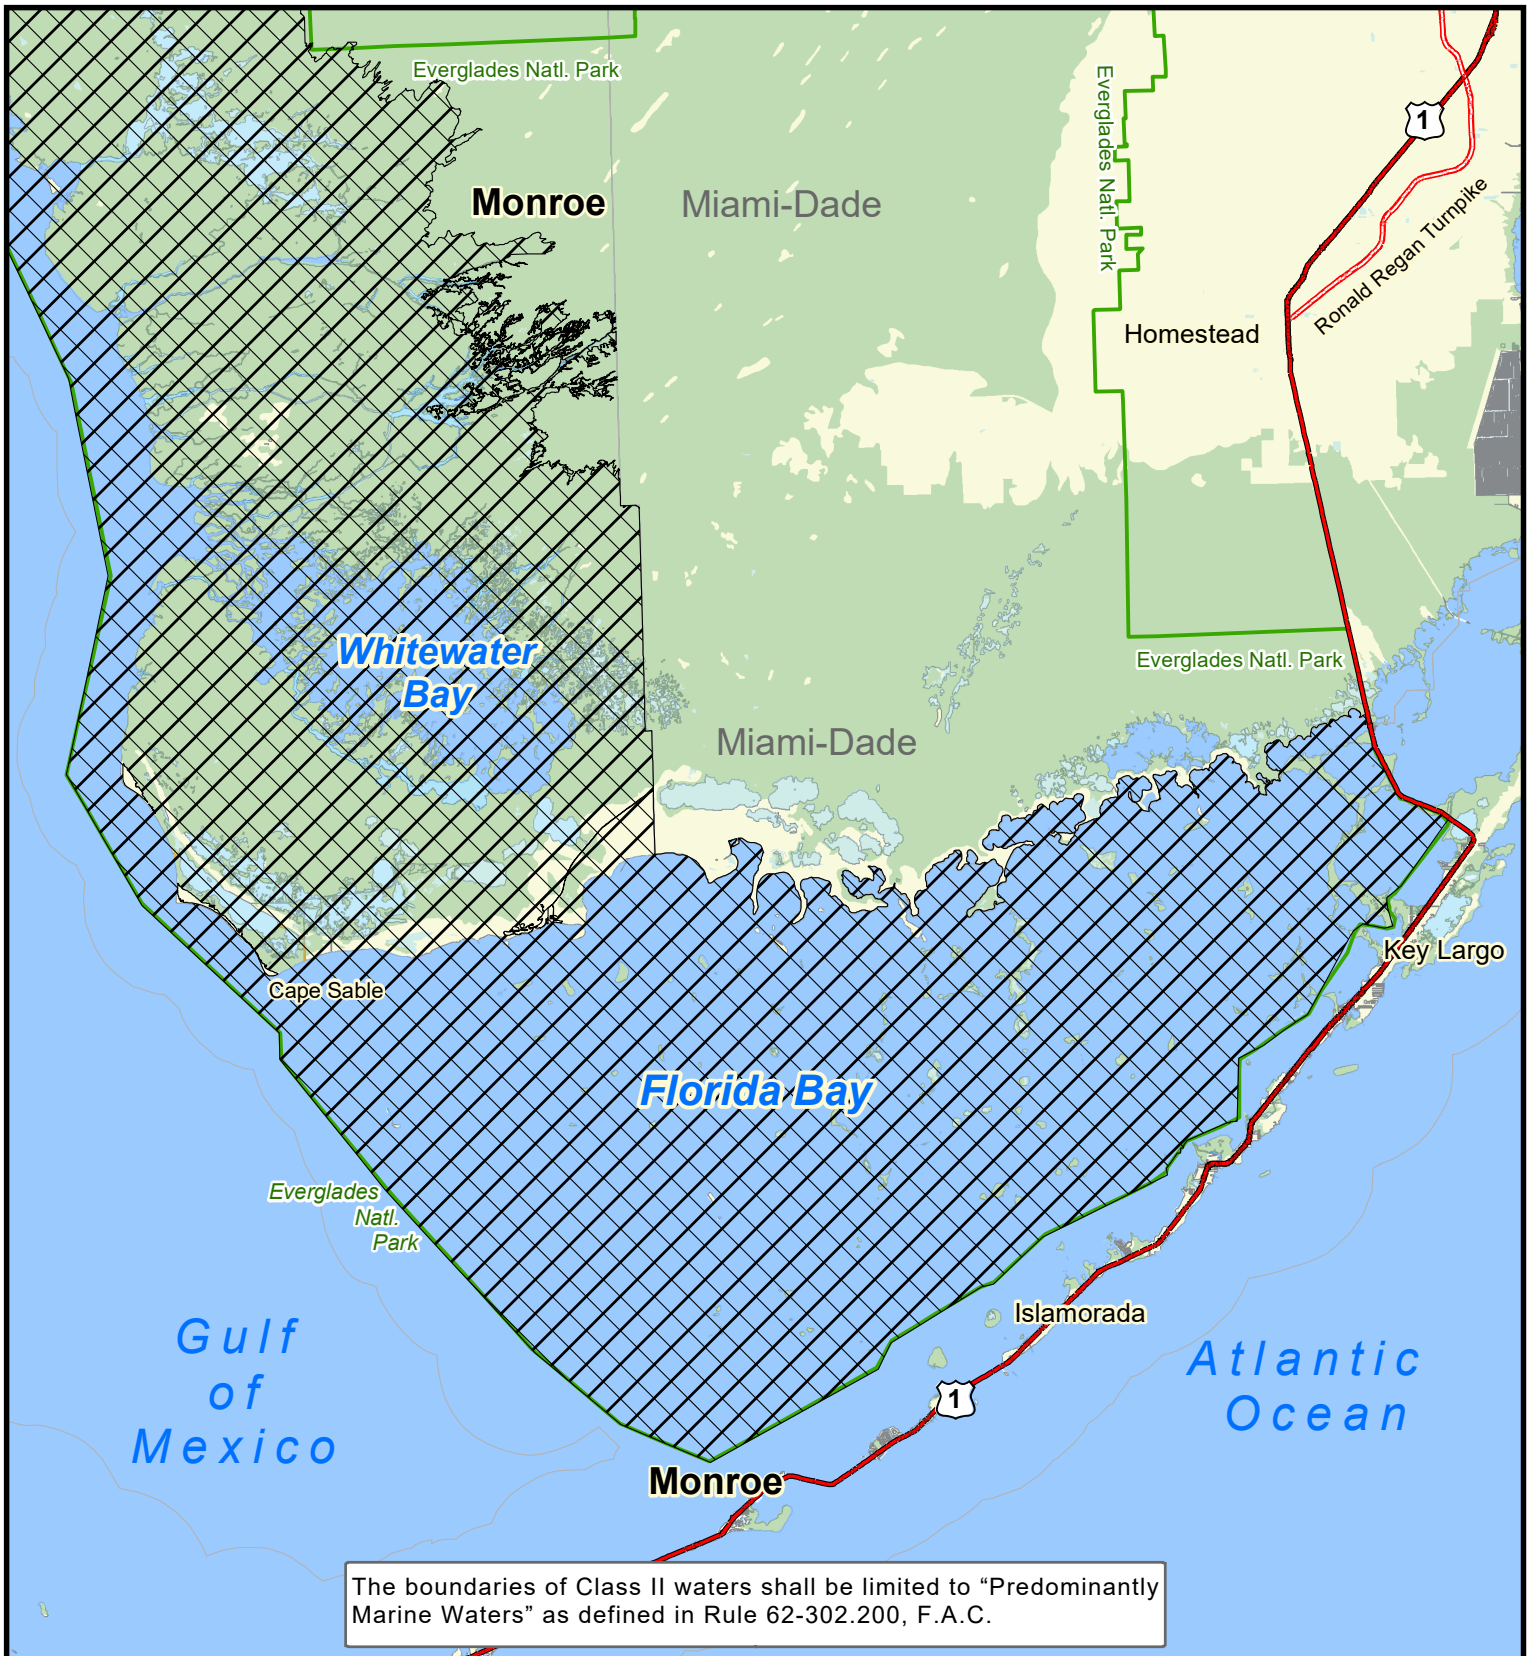 Everglades Natl. Park
Everglades Natl. Park
1
Monroe
Miami-Dade
Ronald Regan Turnpike
Homestead
Whitewater
Bay
Everglades Natl. Park
Miami-Dade
Key Largo
Cape Sable
Florida Bay
Everglades
Natl.
Park
Islamorada
Gulf
of
Mexico
Atlantic
Ocean
1
Monroe
The boundaries of Class II waters shall be limited to “Predominantly
Marine Waters” as defined in Rule 62-302.200, F.A.C.